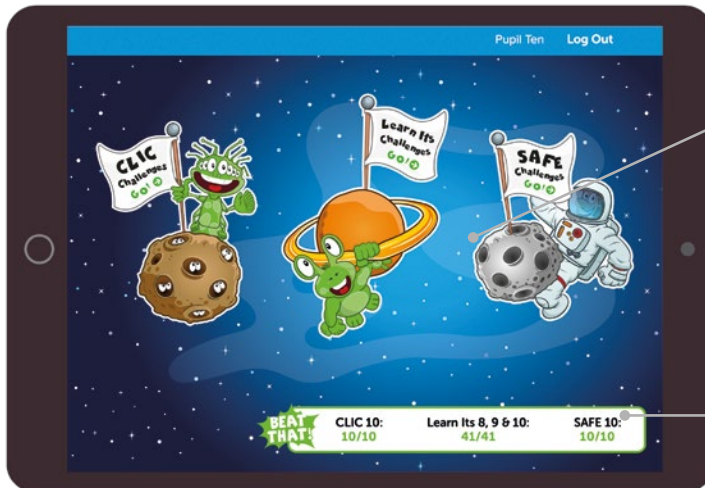 Pupil Ten Log Out
CLIC
Challenges
GO!
Learn Its
Challenges
GO!
SAFE
Challenges
GO!
BEAT
THAT!
CLIC 10:
10/10
Learn Its 8, 9 & 10:
41/41
SAFE 10:
10/10